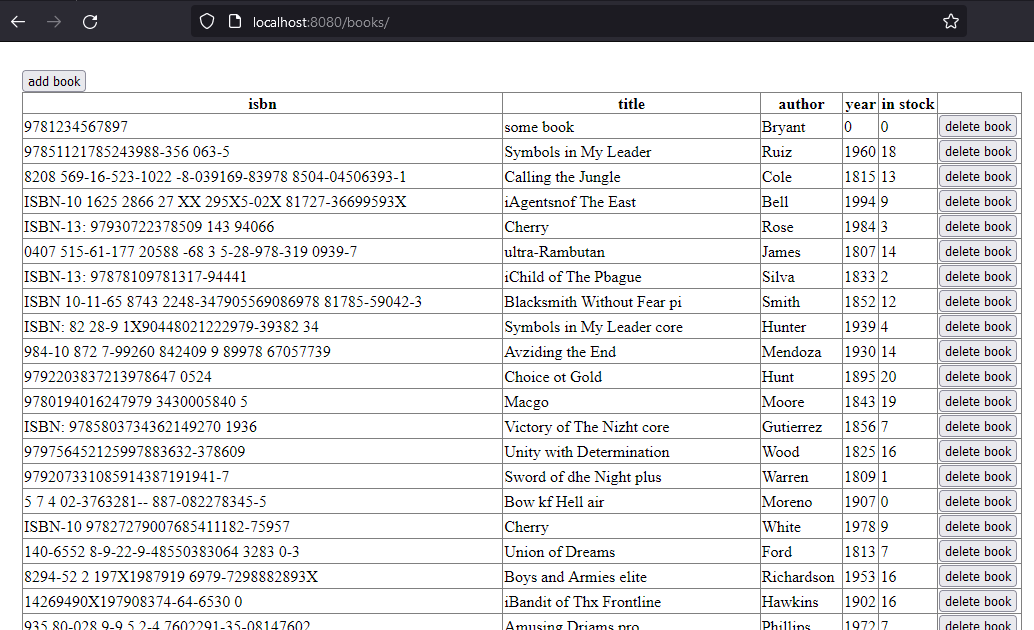 localhost:8080/books/
add book
isbn title author year in stock
9781234567897 some book Bryant 0 0 delete book
97851121785243988-356 063-5 Symbols in My Leader Ruiz 1960 18 delete book
8208 569-16-523-1022 -8-039169-83978 8504-04506393-1 Calling the Jungle Cole 1815 13 delete book
ISBN-10 1625 2866 27 XX 295X5-02X 81727-36699593X iAgentsnof The East Bell 1994 9 delete book
ISBN-13: 97930722378509 143 94066 Cherry Rose 1984 3 delete book
0407 515-61-177 20588 -68 3 5-28-978-319 0939-7 ultra-Rambutan James 1807 14 delete book
ISBN-13: 97878109781317-94441 iChild of The Pbague Silva 1833 2 delete book
ISBN 10-11-65 8743 2248-347905569086978 81785-59042-3 Blacksmith Without Fear pi Smith 1852 12 delete book
ISBN: 82 28-9 1X90448021222979-39382 34 Symbols in My Leader core Hunter 1939 4 delete book
984-10 872 7-99260 842409 9 89978 67057739 Avziding the End Mendoza 1930 14 delete book
9792203837213978647 0524 Choice ot Gold Hunt 1895 20 delete book
9780194016247979 3430005840 5 Macgo Moore 1843 19 delete book
ISBN: 9785803734362149270 1936 Victory of The Nizht core Gutierrez 1856 7 delete book
979756452125997883632-378609 Unity with Determination Wood 1825 16 delete book
979207331085914387191941-7 Sword of dhe Night plus Warren 1809 1 delete book
5 7 4 02-3763281-- 887-082278345-5 Bow kf Hell air Moreno 1907 0 delete book
ISBN-10 97827279007685411182-75957 Cherry White 1978 9 delete book
140-6552 8-9-22-9-48550383064 3283 0-3 Union of Dreams Ford 1813 7 delete book
8294-52 2 197X1987919 6979-7298882893X Boys and Armies elite Richardson 1953 16 delete book
14269490X197908374-64-6530 0 iBandit of Thx Frontline Hawkins 1902 16 delete book
935 80-028 9-9 5 2-4 7602291-35-08147602 Amusing Driams pro Phillips 1972 7 delete book